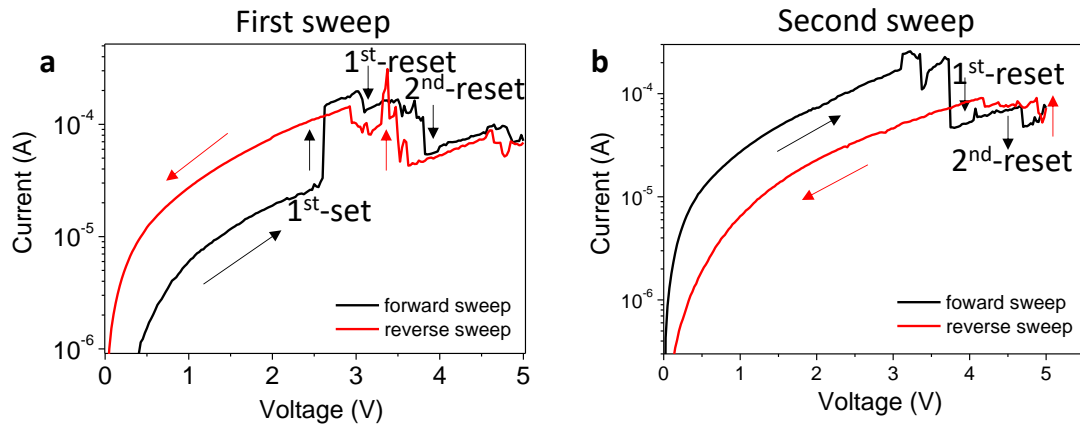 First sweep
Second sweep
a
1st-reset
2nd-reset
1st-set
10-4
10-5
10-6
Current (A)
forward sweep
reverse sweep
0 1 2 3 4 5
Voltage (V)
b
1st-reset
2nd-reset
10-4
10-5
10-6
Current (A)
foward sweep
reverse sweep
0 1 2 3 4 5
Voltage (V)